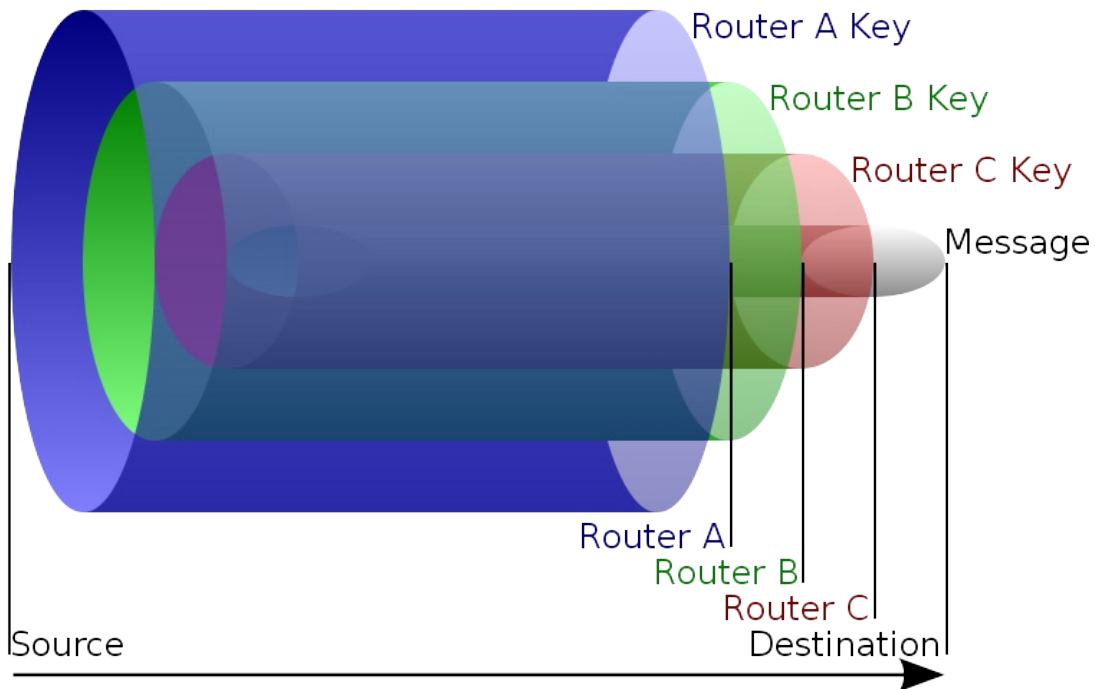 Router A Key
Router B Key
Router C Key
Message
Router A
Router B
Router C
Source
Destination